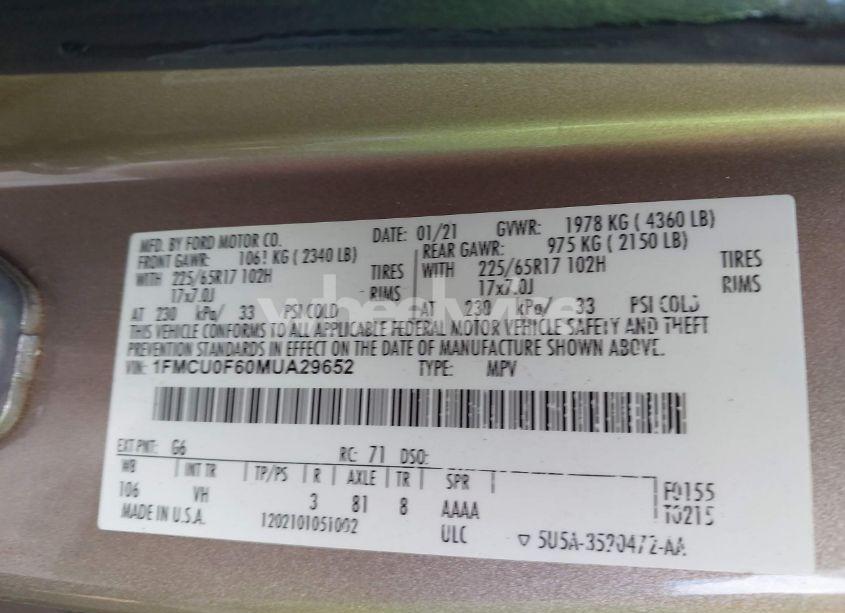 MFD. BY FORD MOTOR CO. DATE: 01/21 GVWR: 1978 KG ( 4360 LB)
FRONT GAWR: 1061 KG ( 2340 LB) REAR GAWR: 975 KG ( 2150 LB)
WITH 225/65R17 102H TIRES WITH 225/65R17 102H TIRES
17x7.0J RIMS 17x7.0J RIMS
AT 230 kPa/ 33 PSI COLD AT 230 kPa/ 33 PSI COLD
THIS VEHICLE CONFORMS TO ALL APPLICABLE FEDERAL MOTOR VEHICLE SAFETY AND THEFT
PREVENTION STANDARDS IN EFFECT ON THE DATE OF MANUFACTURE SHOWN ABOVE.
VIN: 1FMCU0F60MUA29652 TYPE: MPV
EXT PNT: G6 RC: 71 DSO:
WB INT TR TP/PS R AXLE TR SPR
106 VH 3 81 8 AAAA
F0155
T0215
MADE IN U.S.A. 1202101051002 ULC 5U5A-3520472-AA
wheelwise